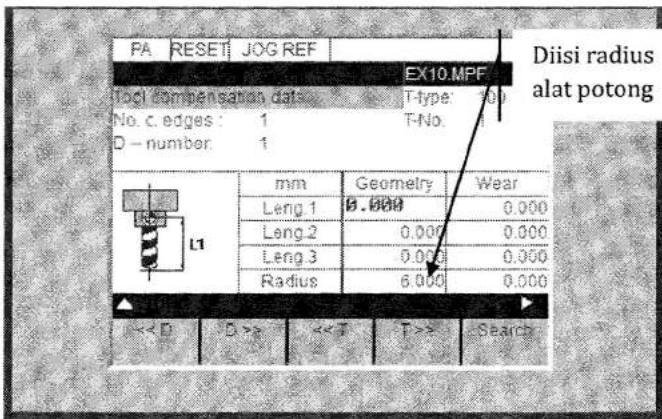 PA RESET JOG REF
EX10.MPF
Diisi radius
alat potong
Tool compensation data T-type: 100
No. c. edges : 1 T-No. 1
D – number: 1
mm Geometry Wear
Leng.1 0.000 0.000
Leng.2 0.000 0.000
Leng.3 0.000 0.000
Radius 6.000 0.000
L1
<< D D >> << T T >> Search